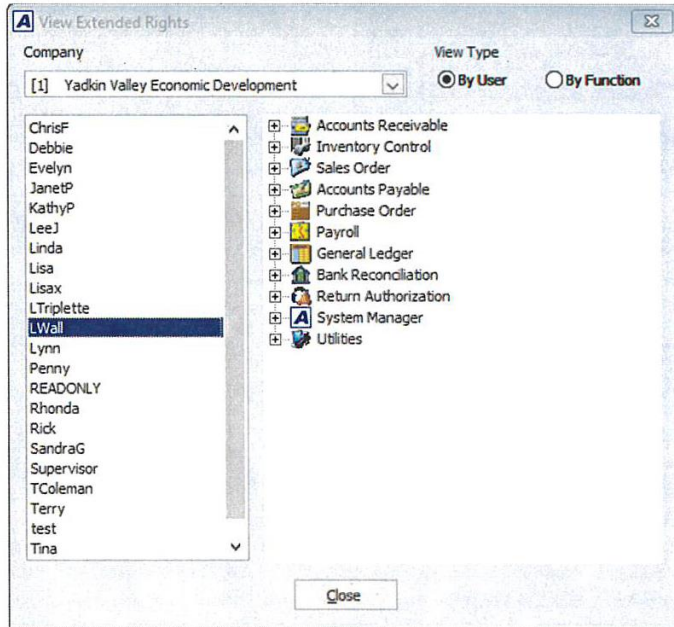 A View Extended Rights
Company
View Type
[1] Yadkin Valley Economic Development
By User
By Function
ChrisF
Debbie
Evelyn
JanetP
KathyP
LeeJ
Linda
Lisa
Lisax
LTriplette
LWall
Lynn
Penny
READONLY
Rhonda
Rick
SandraG
Supervisor
TColeman
Terry
test
Tina
Accounts Receivable
Inventory Control
Sales Order
Accounts Payable
Purchase Order
Payroll
General Ledger
Bank Reconciliation
Return Authorization
A System Manager
Utilities
Close